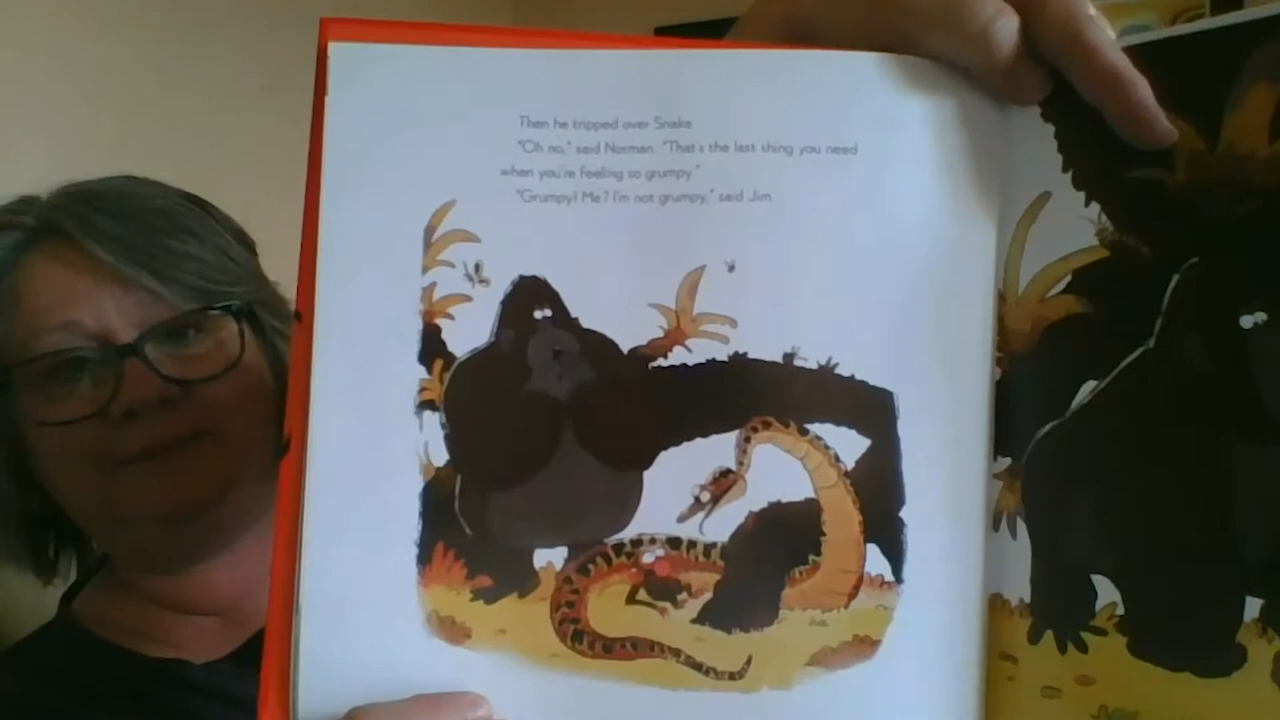 Then he tripped over Snake.
"Oh no," said Norman. "That's the last thing you need
when you're feeling so grumpy."
"Grumpy! Me? I'm not grumpy," said Jim.